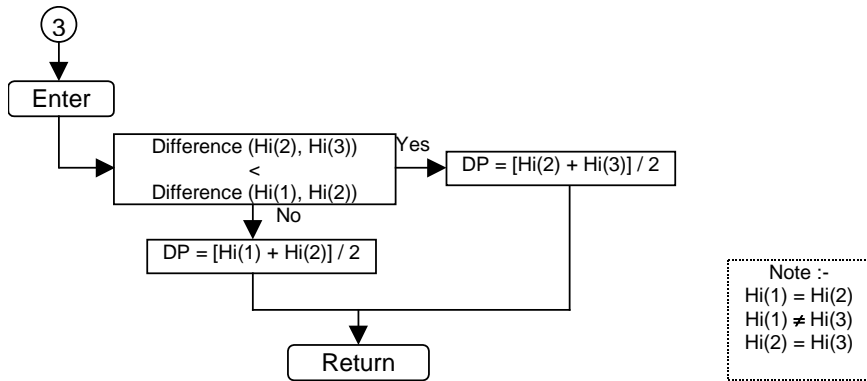 3
Enter
Difference (Hi(2), Hi(3))
<
Difference (Hi(1), Hi(2))
Yes
DP = [Hi(2) + Hi(3)] / 2
No
DP = [Hi(1) + Hi(2)] / 2
Return
Note :-
Hi(1) = Hi(2)
Hi(1) ≠ Hi(3)
Hi(2) = Hi(3)